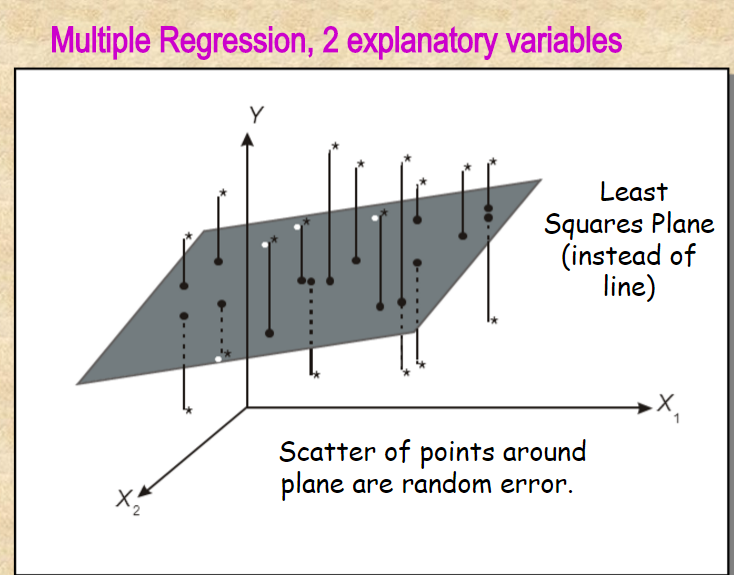 Multiple Regression, 2 explanatory variables
Y
Least
Squares Plane
(instead of
line)
X1
Scatter of points around
plane are random error.
X2